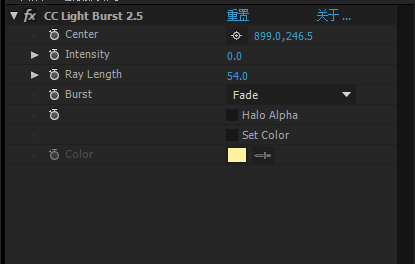 fx CC Light Burst 2.5 重置 关于 ...
Center 899.0,246.5
Intensity 0.0
Ray Length 54.0
Burst Fade
Halo Alpha
Set Color
Color